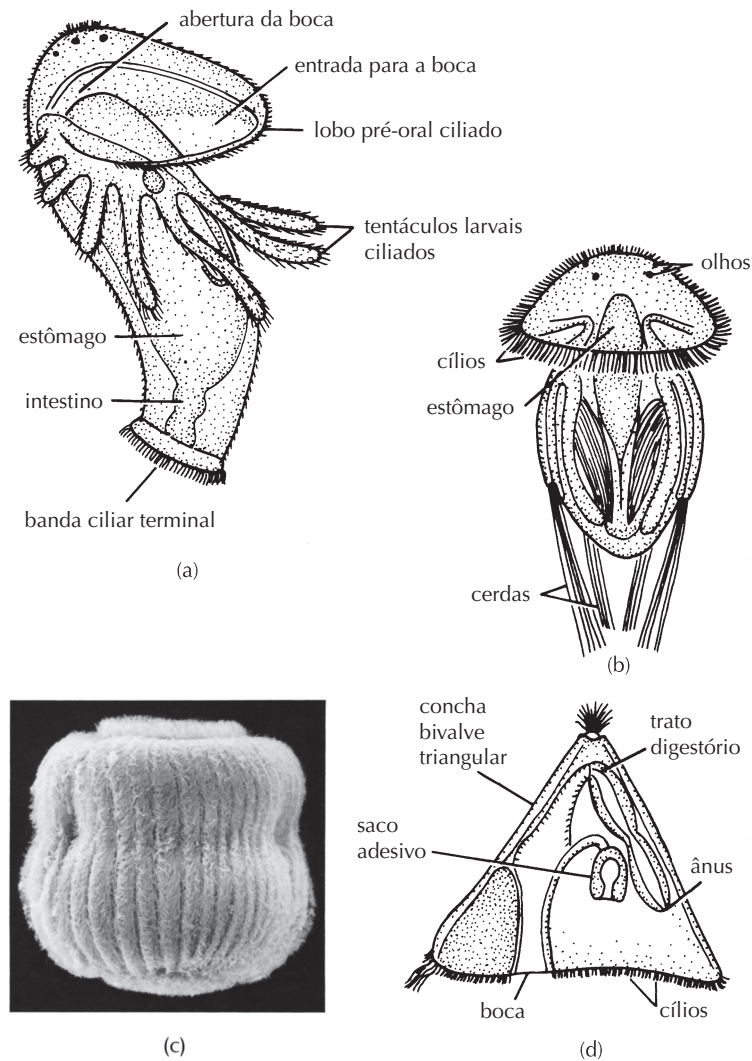 abertura da boca
entrada para a boca
lobo pré-oral ciliado
tentáculos larvais
ciliados
estômago
intestino
banda ciliar terminal
(a)
olhos
cílios
estômago
cerdas
(b)
(c)
concha
bivalve
triangular
trato
digestório
saco
adesivo
ânus
boca
cílios
(d)